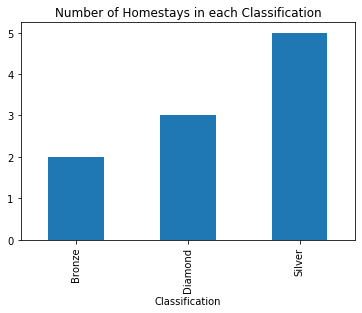 Number of Homestays in each Classification
5
4
3
2
1
0
Bronze
Diamond
Silver
Classification